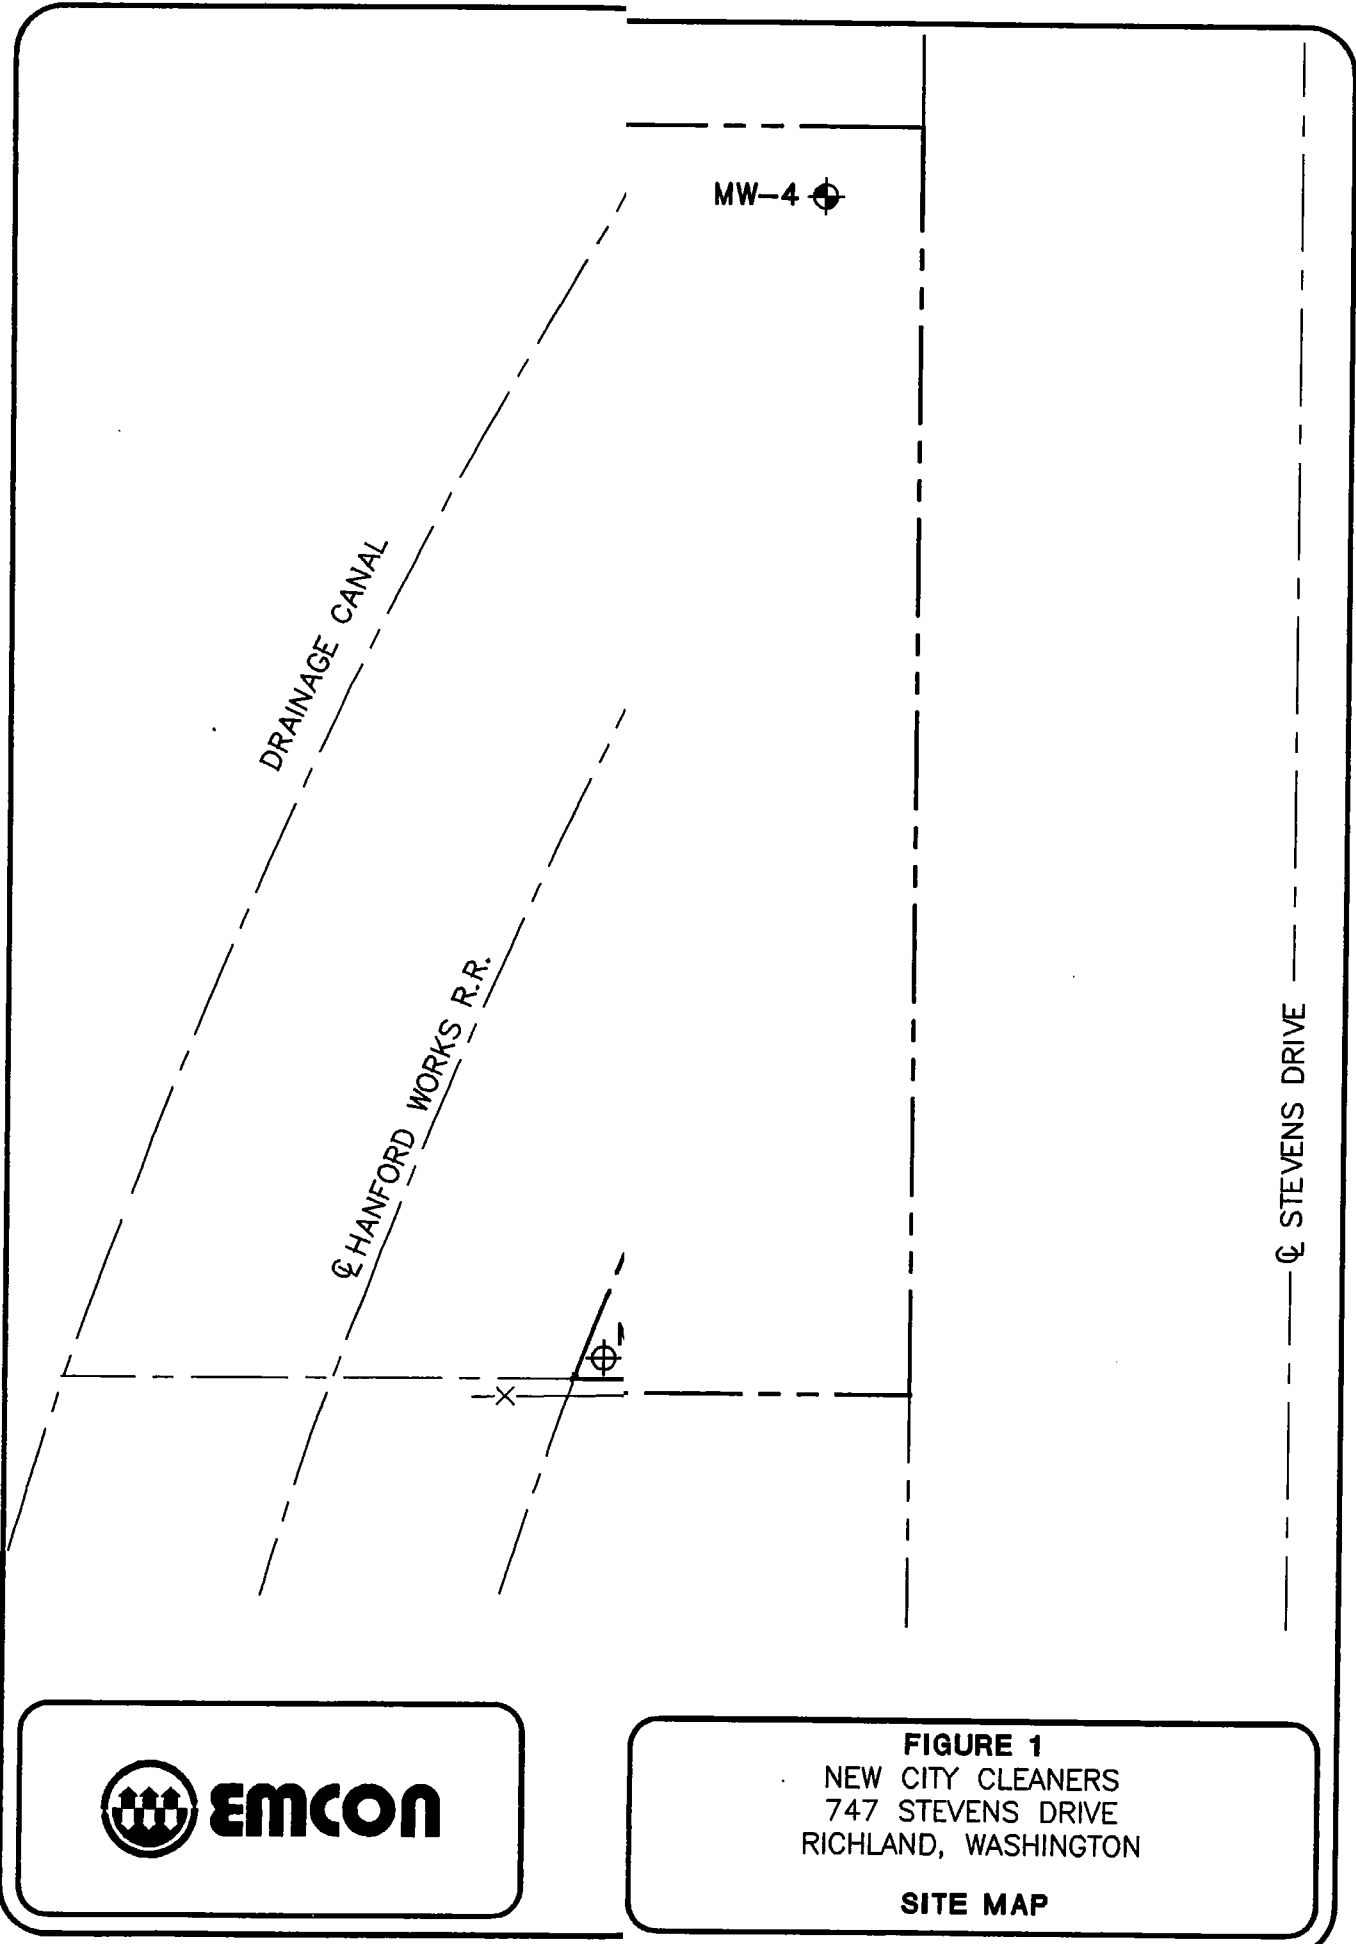 MW-4
DRAINAGE CANAL
℄ HANFORD WORKS R.R.
℄ STEVENS DRIVE
EMCON
FIGURE 1
NEW CITY CLEANERS
747 STEVENS DRIVE
RICHLAND, WASHINGTON
SITE MAP